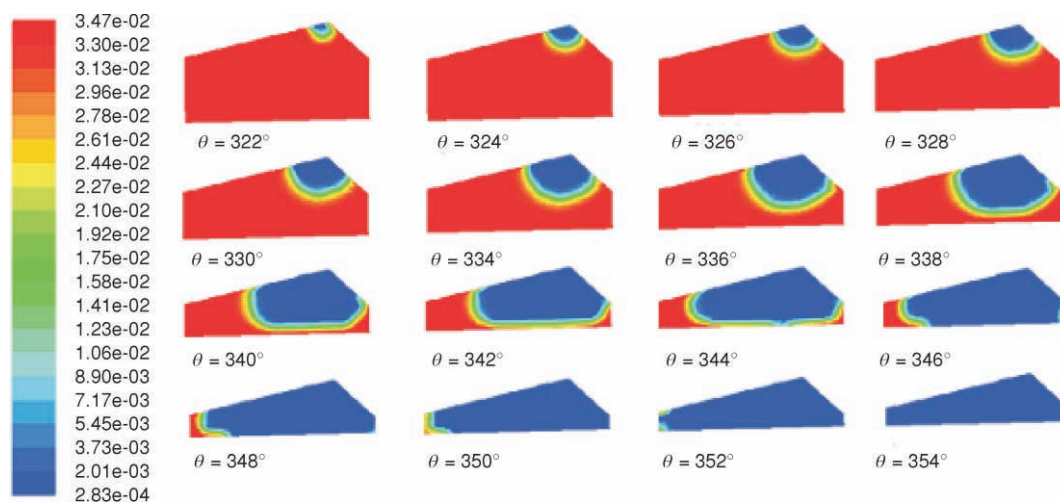 3.47e-02
3.30e-02
3.13e-02
2.96e-02
2.78e-02
2.61e-02
2.44e-02
2.27e-02
2.10e-02
1.92e-02
1.75e-02
1.58e-02
1.41e-02
1.23e-02
1.06e-02
8.90e-03
7.17e-03
5.45e-03
3.73e-03
2.01e-03
2.83e-04
θ = 322°
θ = 324°
θ = 326°
θ = 328°
θ = 330°
θ = 334°
θ = 336°
θ = 338°
θ = 340°
θ = 342°
θ = 344°
θ = 346°
θ = 348°
θ = 350°
θ = 352°
θ = 354°